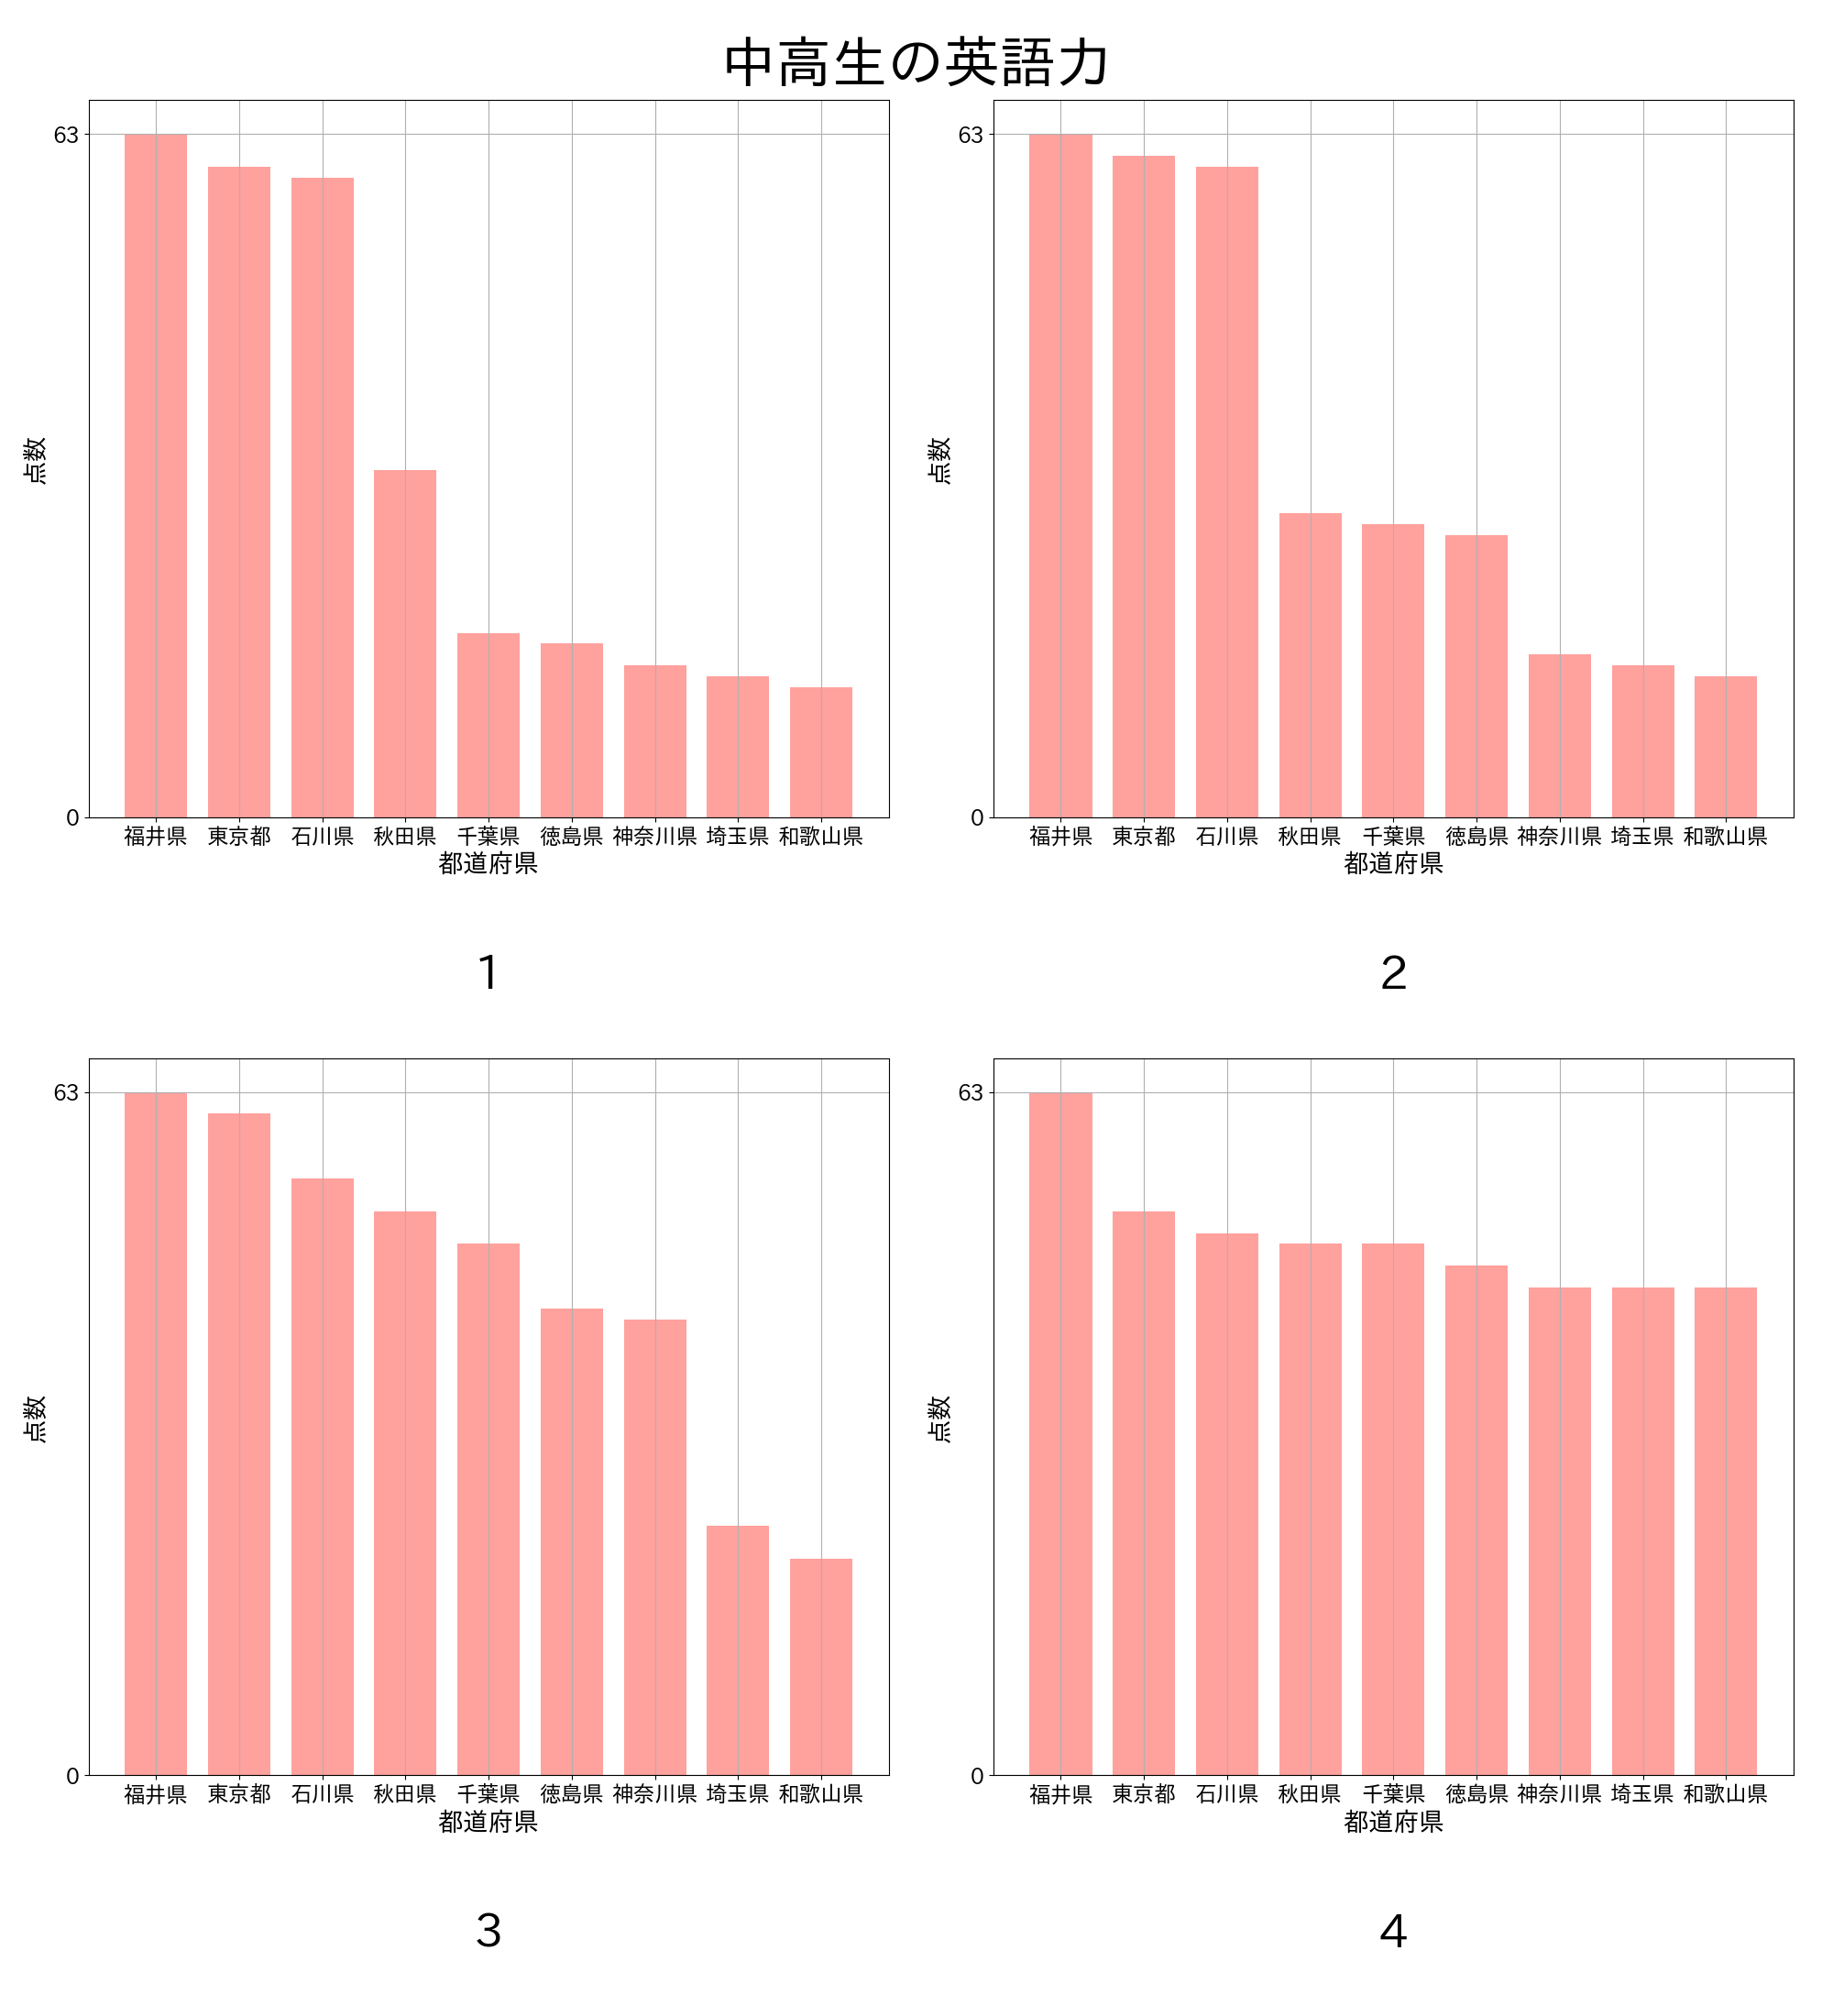 中高生の英語力
63
0
点数
福井県 東京都 石川県 秋田県 千葉県 徳島県 神奈川県 埼玉県 和歌山県
都道府県
1
63
0
点数
福井県 東京都 石川県 秋田県 千葉県 徳島県 神奈川県 埼玉県 和歌山県
都道府県
2
63
0
点数
福井県 東京都 石川県 秋田県 千葉県 徳島県 神奈川県 埼玉県 和歌山県
都道府県
3
63
0
点数
福井県 東京都 石川県 秋田県 千葉県 徳島県 神奈川県 埼玉県 和歌山県
都道府県
4